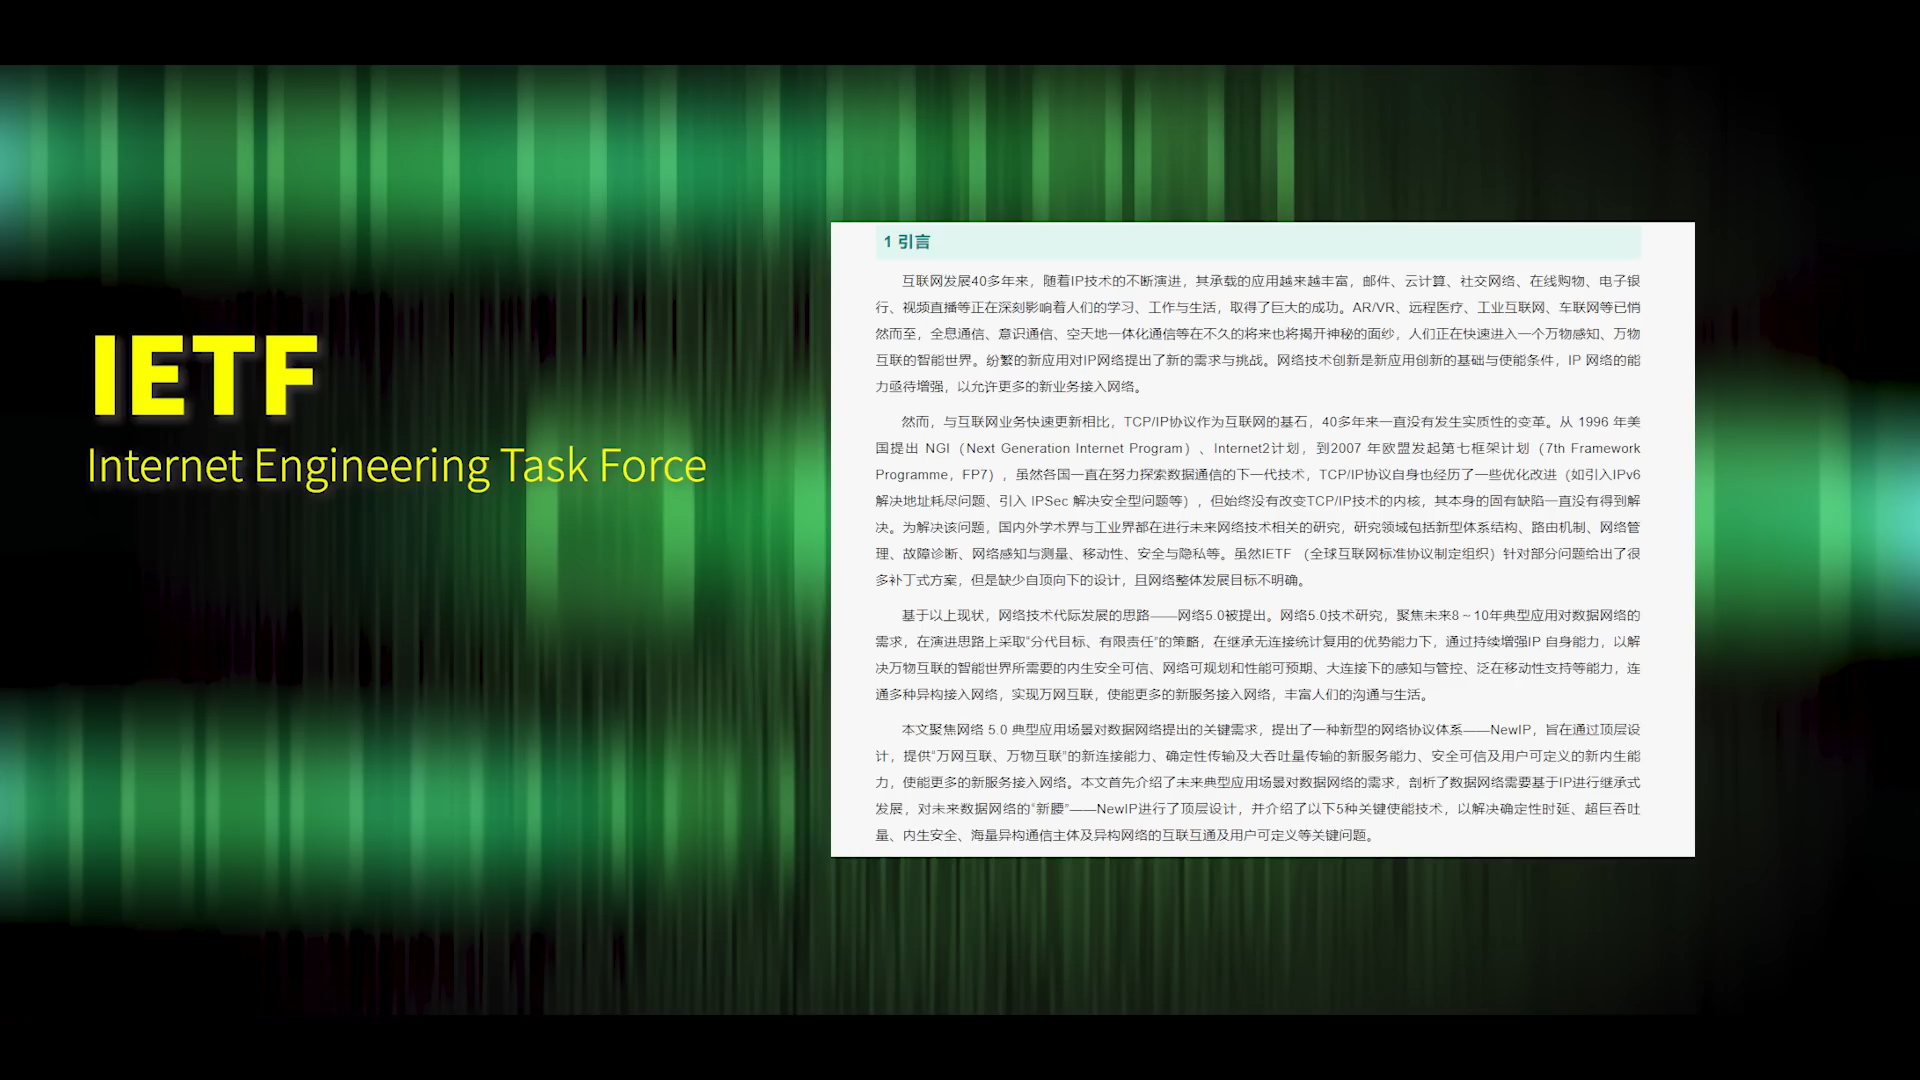 IETF
Internet Engineering Task Force
1 引言
互联网发展40多年来，随着IP技术的不断演进，其承载的应用越来越丰富，邮件、云计算、社交网络、在线购物、电子银
行、视频直播等正在深刻影响着人们的学习、工作与生活，取得了巨大的成功。AR/VR、远程医疗、工业互联网、车联网等已悄
然而至，全息通信、意识通信、空天地一体化通信等在不久的将来也将揭开神秘的面纱，人们正在快速进入一个万物感知、万物
互联的智能世界。纷繁的新应用对IP网络提出了新的需求与挑战。网络技术创新是新应用创新的基础与使能条件，IP 网络的能
力亟待增强，以允许更多的新业务接入网络。
然而，与互联网业务快速更新相比，TCP/IP协议作为互联网的基石，40多年来一直没有发生实质性的变革。从 1996 年美
国提出 NGI（Next Generation Internet Program）、Internet2计划，到2007 年欧盟发起第七框架计划（7th Framework
Programme，FP7），虽然各国一直在努力探索数据通信的下一代技术，TCP/IP协议自身也经历了一些优化改进（如引入IPv6
解决地址耗尽问题、引入 IPSec 解决安全型问题等），但始终没有改变TCP/IP技术的内核，其本身的固有缺陷一直没有得到解
决。为解决该问题，国内外学术界与工业界都在进行未来网络技术相关的研究，研究领域包括新型体系结构、路由机制、网络管
理、故障诊断、网络感知与测量、移动性、安全与隐私等。虽然IETF （全球互联网标准协议制定组织）针对部分问题给出了很
多补丁式方案，但是缺少自顶向下的设计，且网络整体发展目标不明确。
基于以上现状，网络技术代际发展的思路——网络5.0被提出。网络5.0技术研究，聚焦未来8～10年典型应用对数据网络的
需求，在演进思路上采取“分代目标、有限责任”的策略，在继承无连接统计复用的优势能力下，通过持续增强IP 自身能力，以解
决万物互联的智能世界所需要的内生安全可信、网络可规划和性能可预期、大连接下的感知与管控、泛在移动性支持等能力，连
通多种异构接入网络，实现万网互联，使能更多的新服务接入网络，丰富人们的沟通与生活。
本文聚焦网络 5.0 典型应用场景对数据网络提出的关键需求，提出了一种新型的网络协议体系——NewIP，旨在通过顶层设
计，提供“万网互联、万物互联”的新连接能力、确定性传输及大吞吐量传输的新服务能力、安全可信及用户可定义的新内生能
力，使能更多的新服务接入网络。本文首先介绍了未来典型应用场景对数据网络的需求，剖析了数据网络需要基于IP进行继承式
发展，对未来数据网络的“新腰”——NewIP进行了顶层设计，并介绍了以下5种关键使能技术，以解决确定性时延、超巨吞吐
量、内生安全、海量异构通信主体及异构网络的互联互通及用户可定义等关键问题。